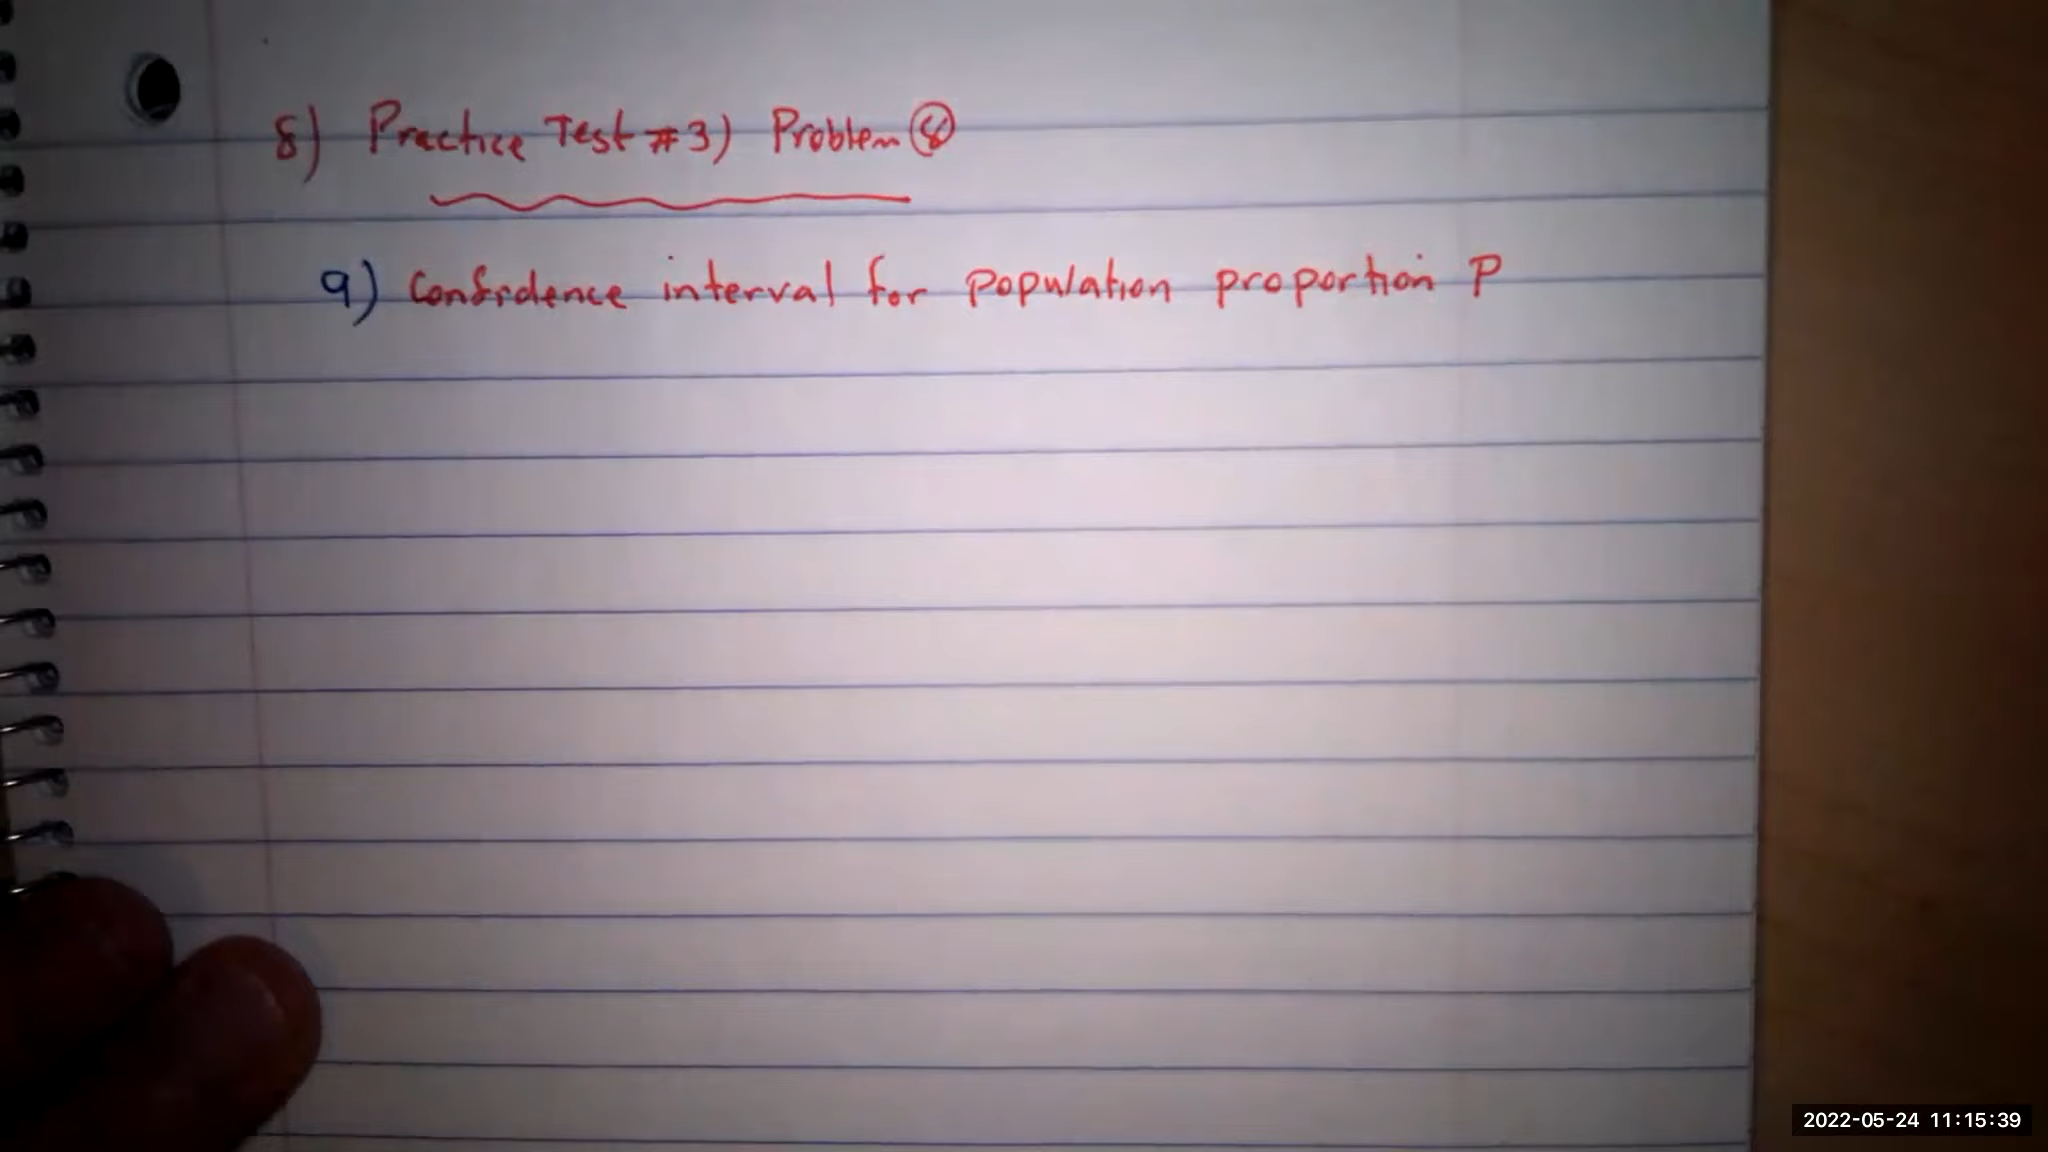 8) Practice Test #3) Problem ⑧
9) Confidence interval for population proportion P
2022-05-24 11:15:39